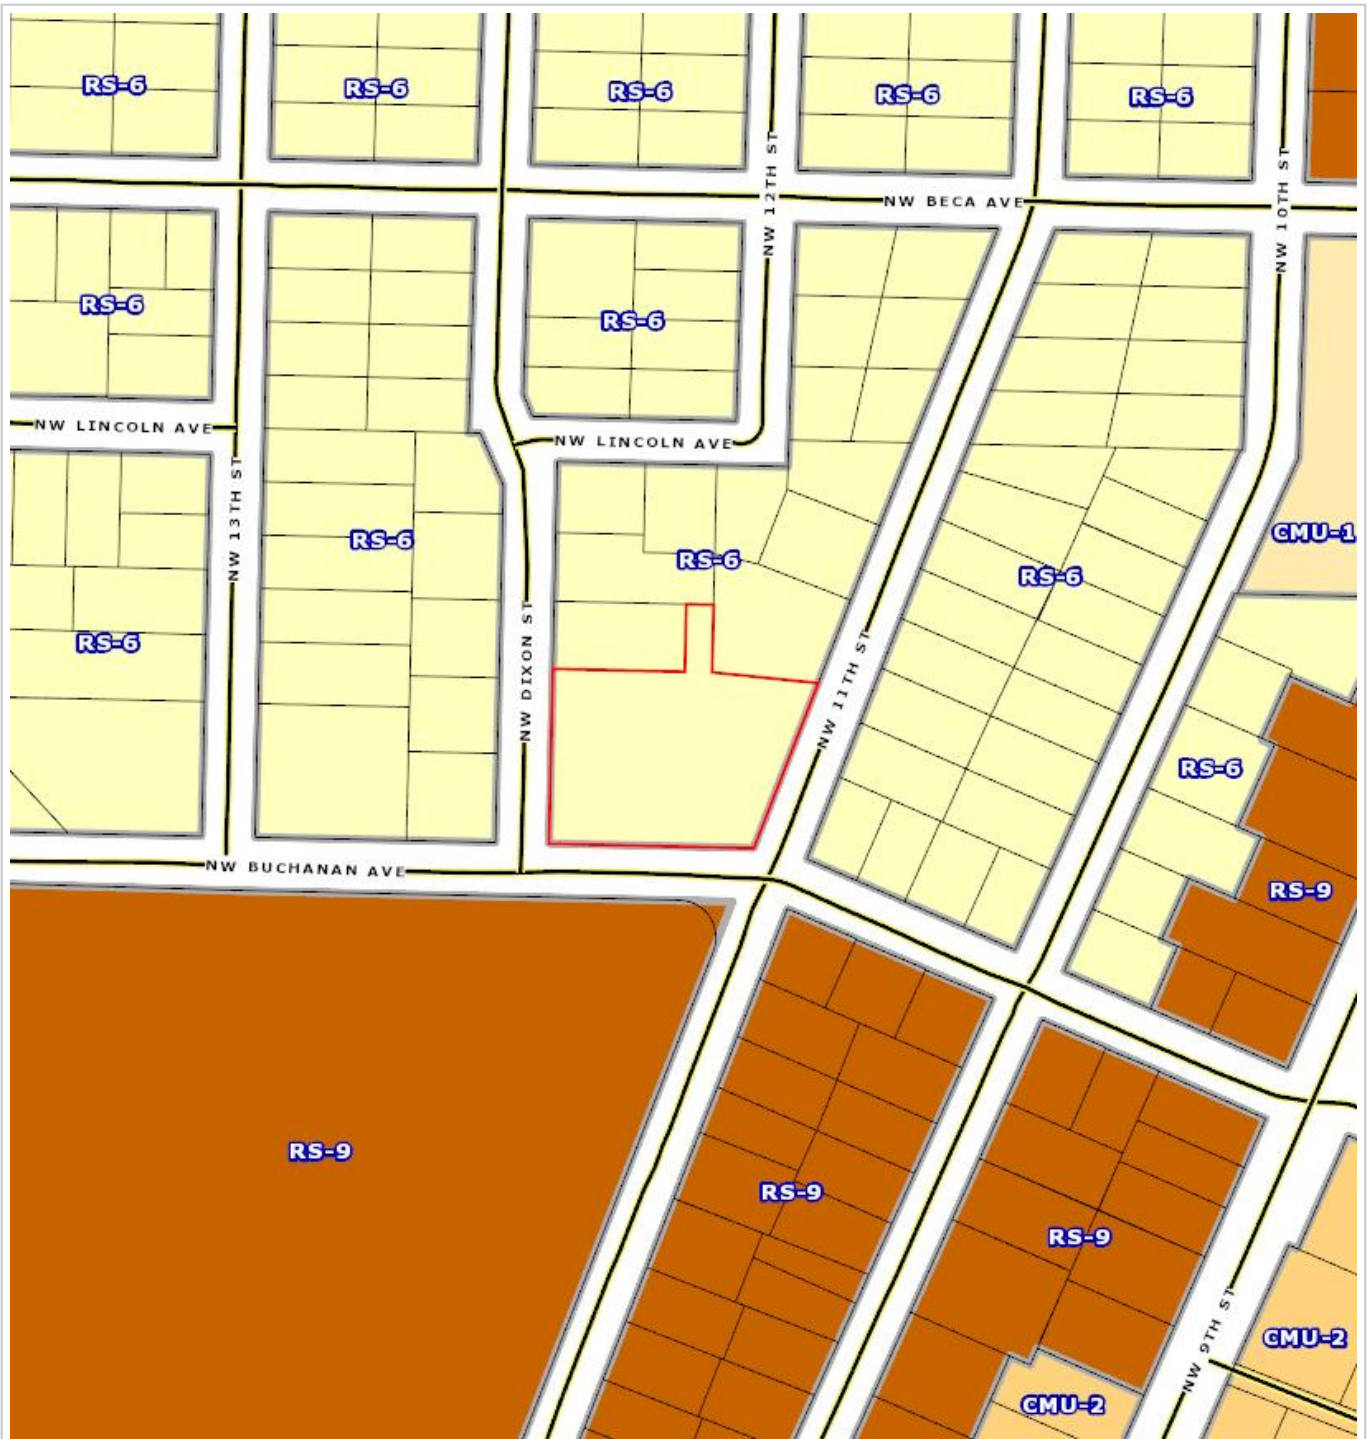 RS-6
RS-6
RS-6
RS-6
RS-6
NW 12TH ST
NW 10TH ST
NW BECA AVE
RS-6
RS-6
NW LINCOLN AVE
NW LINCOLN AVE
NW 13TH ST
RS-6
RS-6
RS-6
CMU-1
RS-6
NW DIXON ST
NW 11TH ST
RS-6
NW BUCHANAN AVE
RS-9
RS-9
RS-9
RS-9
NW 9TH ST
CMU-2
CMU-2